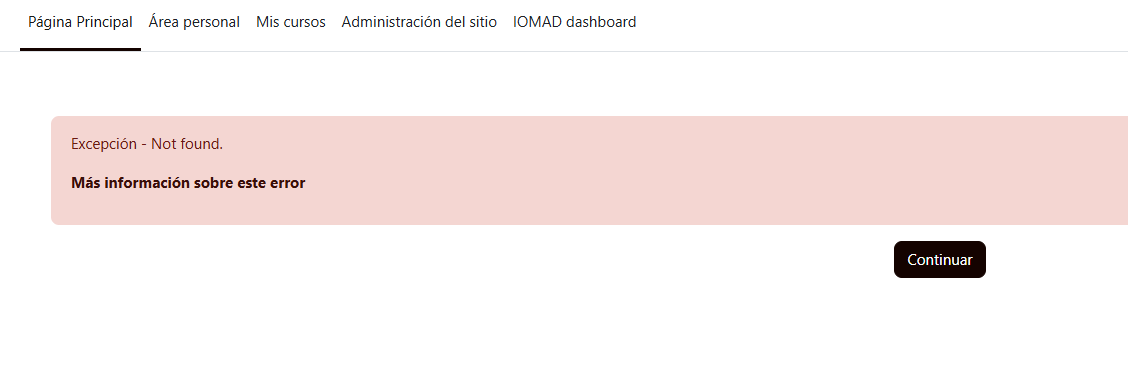 Página Principal Área personal Mis cursos Administración del sitio IOMAD dashboard
Excepción - Not found.
Más información sobre este error
Continuar